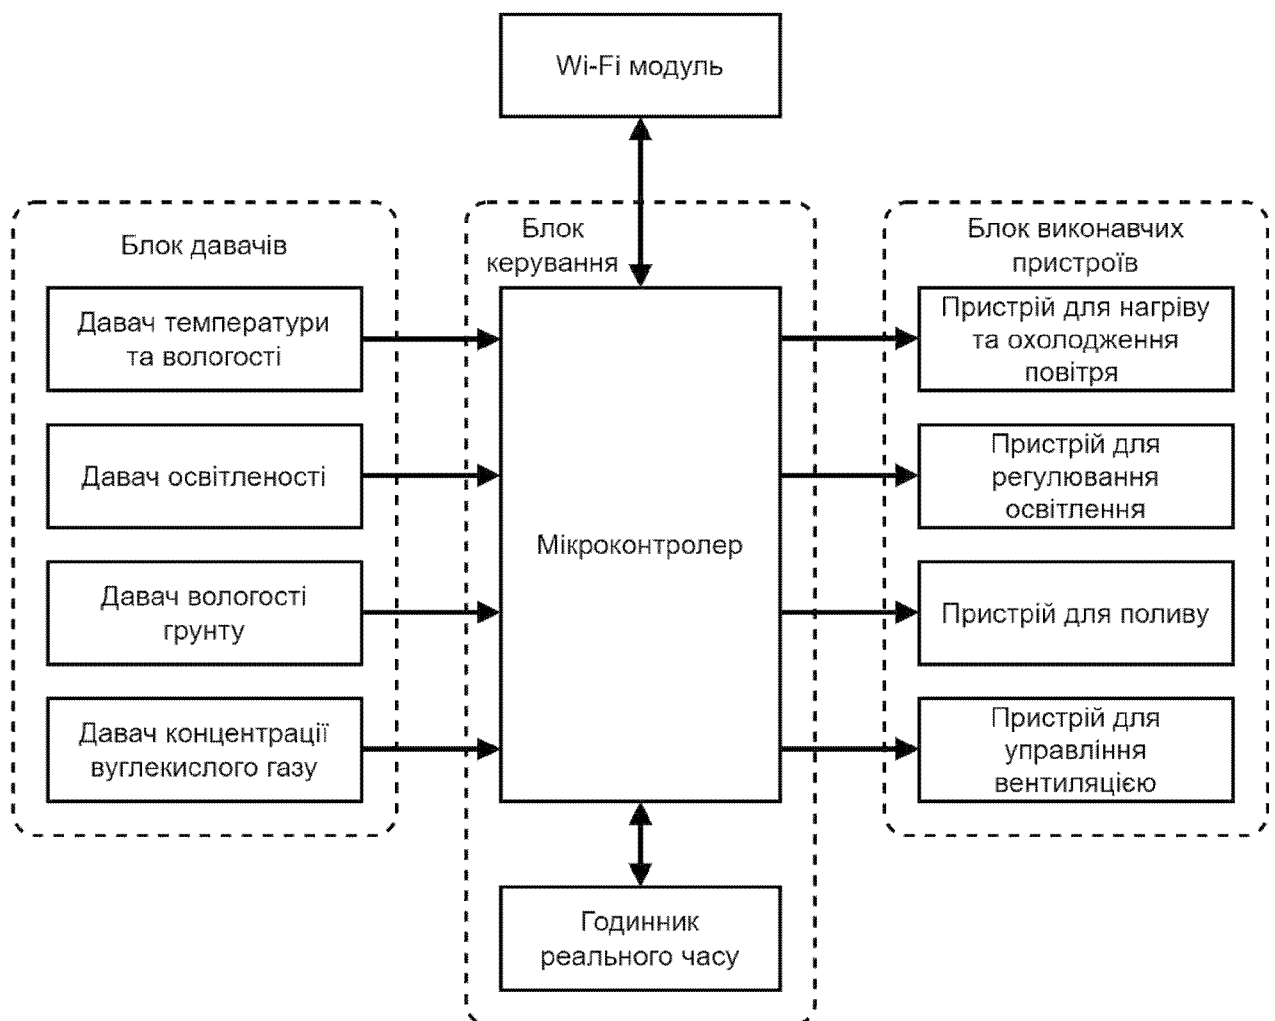 Wi-Fi модуль
Блок давачів
Давач температури
та вологості
Давач освітленості
Давач вологості
грунту
Давач концентрації
вуглекислого газу
Блок
керування
Мікроконтролер
Годинник
реального часу
Блок виконавчих
пристроїв
Пристрій для нагріву
та охолодження
повітря
Пристрій для
регулювання
освітлення
Пристрій для поливу
Пристрій для
управління
вентиляцією